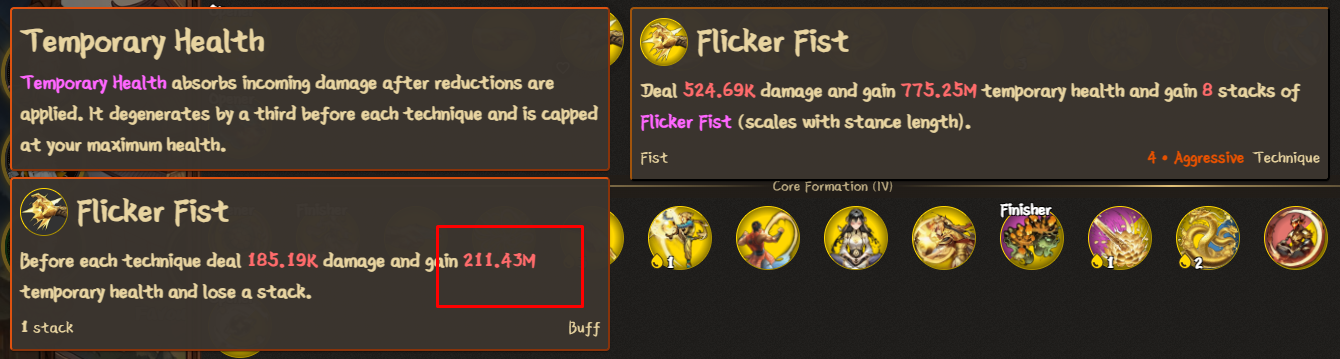 Temporary Health
Temporary Health absorbs incoming damage after reductions are
applied. It degenerates by a third before each technique and is capped
at your maximum health.
Flicker Fist
Before each technique deal 185.19K damage and gain 211.43M
temporary health and lose a stack.
1 stack
Buff
Flicker Fist
Deal 524.69K damage and gain 775.25M temporary health and gain 8 stacks of
Flicker Fist (scales with stance length).
Fist
4 • Aggressive Technique
Core Formation (IV)
Finisher
1
1
2